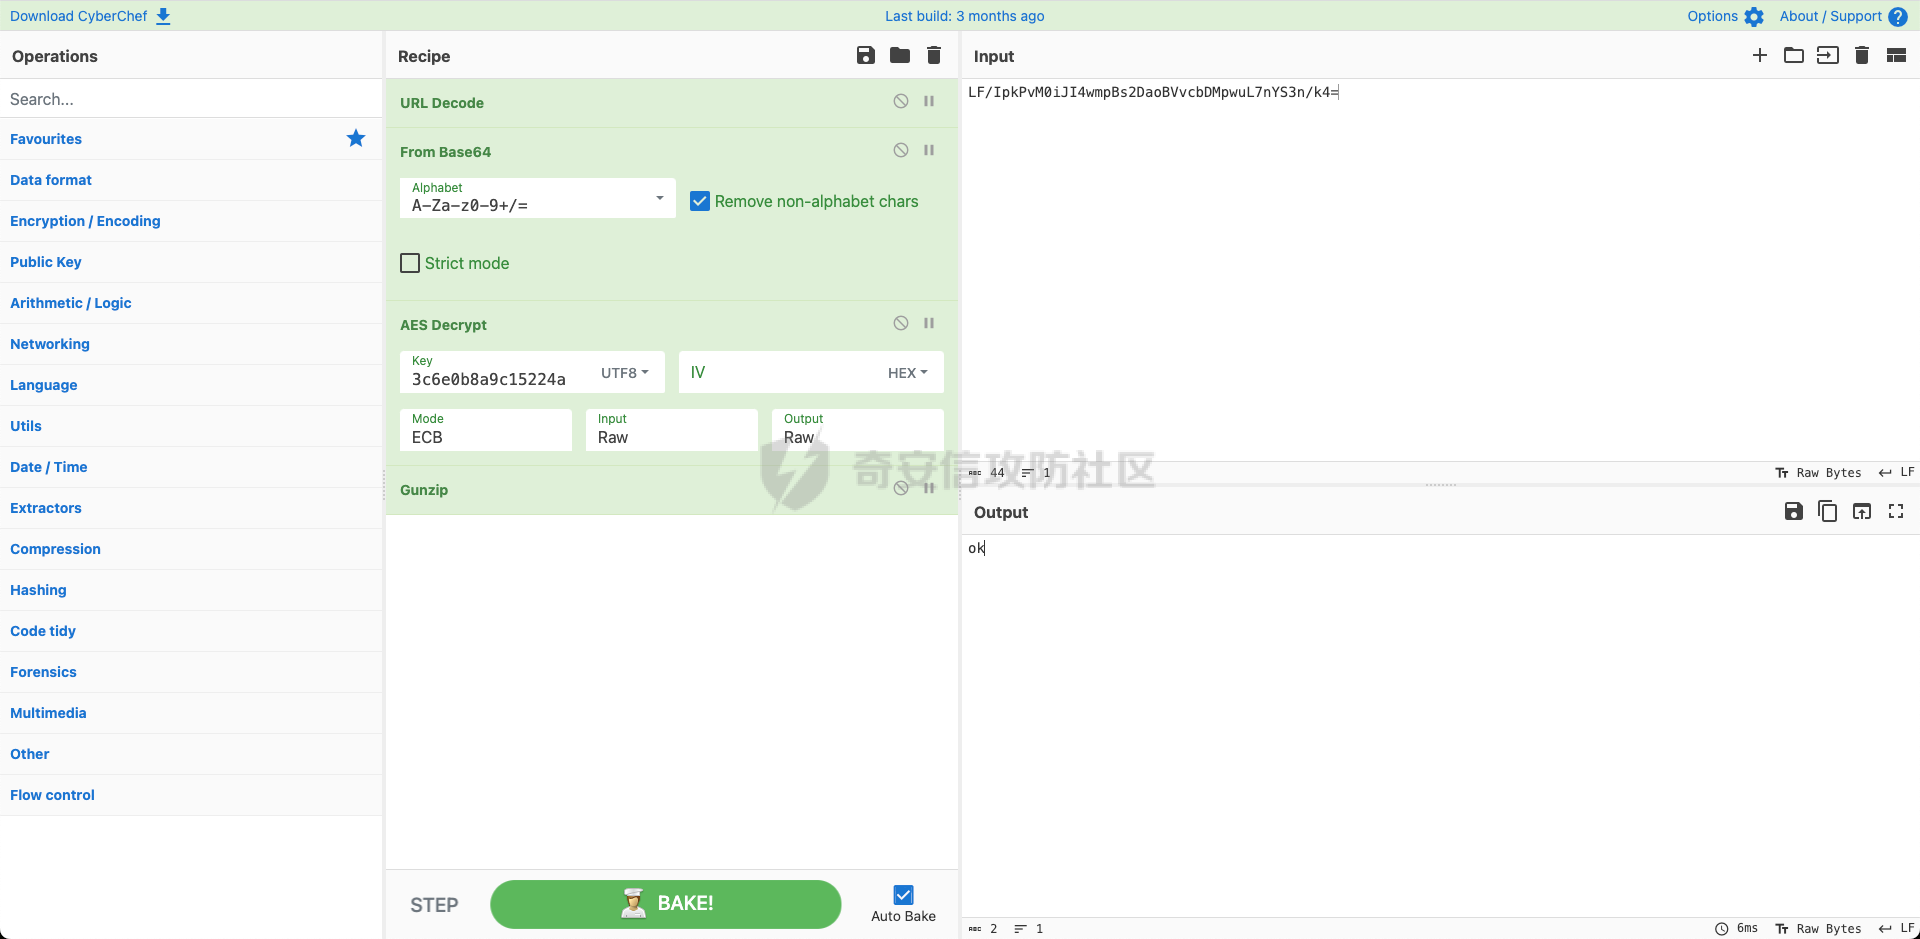 Download CyberChef
Last build: 3 months ago
Options
About / Support
Operations
Search...
Favourites
Data format
Encryption / Encoding
Public Key
Arithmetic / Logic
Networking
Language
Utils
Date / Time
Extractors
Compression
Hashing
Code tidy
Forensics
Multimedia
Other
Flow control
Recipe
URL Decode
From Base64
Alphabet
A-Za-z0-9+/=
Remove non-alphabet chars
Strict mode
AES Decrypt
Key
3c6e0b8a9c15224a
UTF8
IV
HEX
Mode
ECB
Input
Raw
Output
Raw
Gunzip
STEP
BAKE!
Auto Bake
Input
LF/IpkPvM0iJI4wmpBs2DaoBVvcbDMpwuL7nYS3n/k4=
ABC 44 1
Raw Bytes LF
Output
ok
ABC 2 1
6ms Raw Bytes LF
奇安信攻防社区